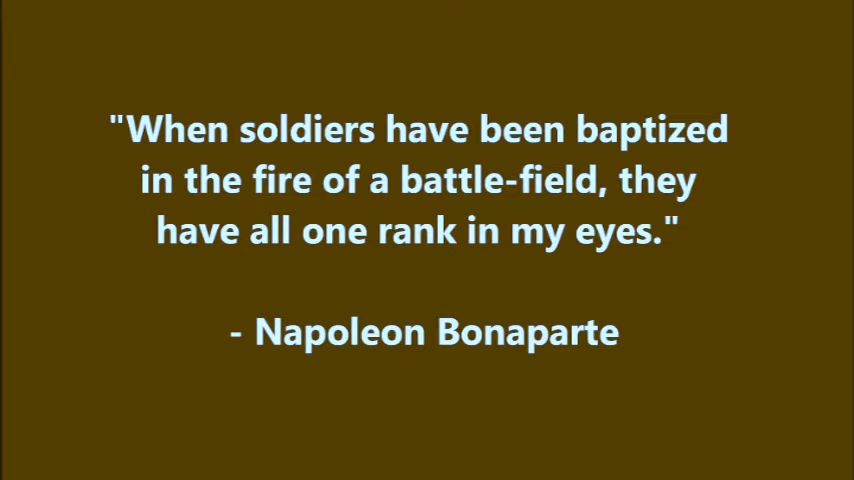 "When soldiers have been baptized
in the fire of a battle-field, they
have all one rank in my eyes."
- Napoleon Bonaparte